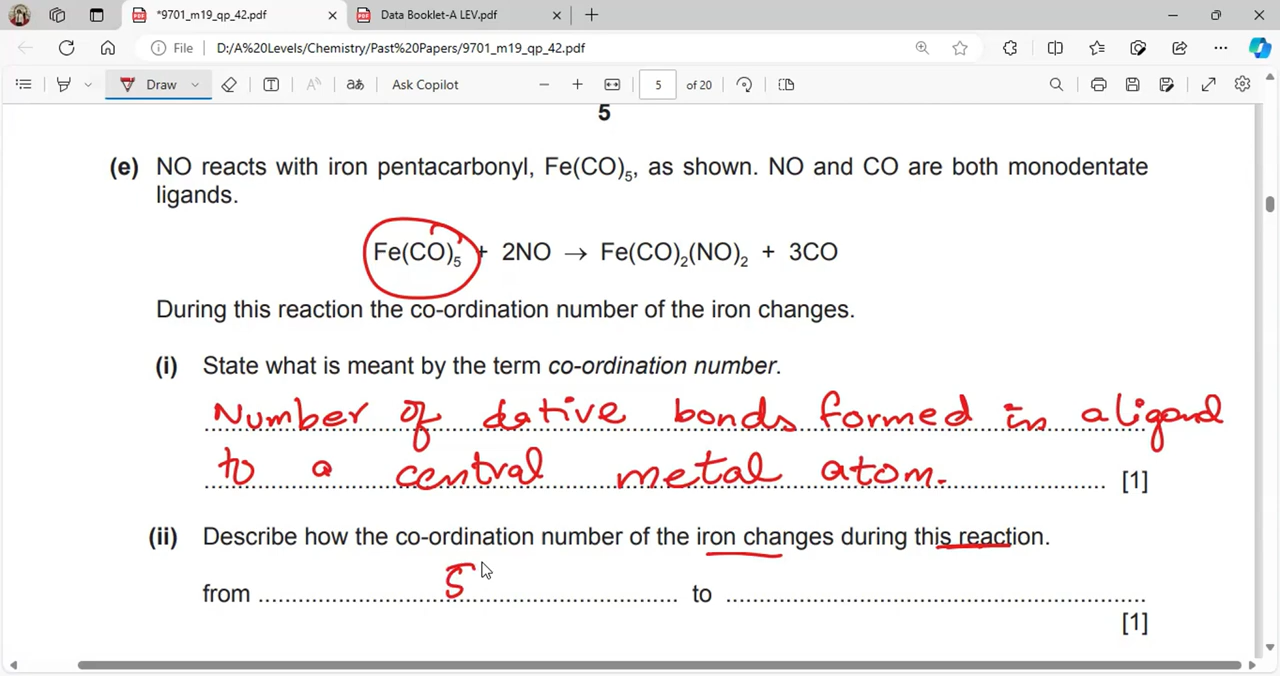 *9701_m19_qp_42.pdf
Data Booklet-A LEV.pdf
File D:/A%20Levels/Chemistry/Past%20Papers/9701_m19_qp_42.pdf
Draw
Ask Copilot
5 of 20
5
(e) NO reacts with iron pentacarbonyl, Fe(CO)₅, as shown. NO and CO are both monodentate
ligands.
Fe(CO)₅ + 2NO → Fe(CO)₂(NO)₂ + 3CO
During this reaction the co-ordination number of the iron changes.
(i) State what is meant by the term co-ordination number.
Number of dative bonds formed in a ligand
to a central metal atom. [1]
(ii) Describe how the co-ordination number of the iron changes during this reaction.
from 5 to
[1]